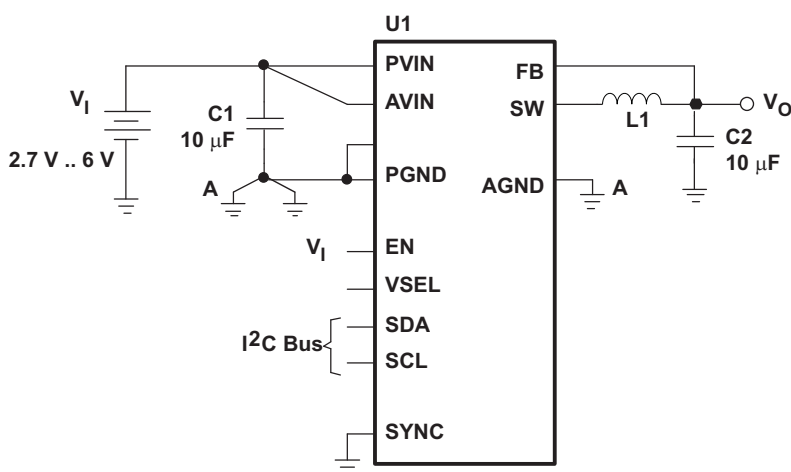 U1
PVIN
FB
AVIN
SW
V_I
C1
10 μF
L1
V_O
C2
10 μF
2.7 V .. 6 V
A
PGND
AGND
A
V_I
EN
VSEL
SDA
I²C Bus
SCL
SYNC